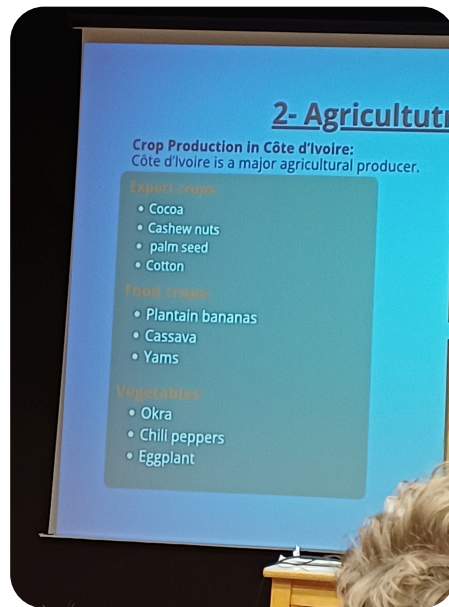 2- Agricultut
Crop Production in Côte d'Ivoire:
Côte d'Ivoire is a major agricultural producer.
Export crops:
• Cocoa
• Cashew nuts
• palm seed
• Cotton
Food crops:
• Plantain bananas
• Cassava
• Yams
Vegetables
• Okra
• Chili peppers
• Eggplant